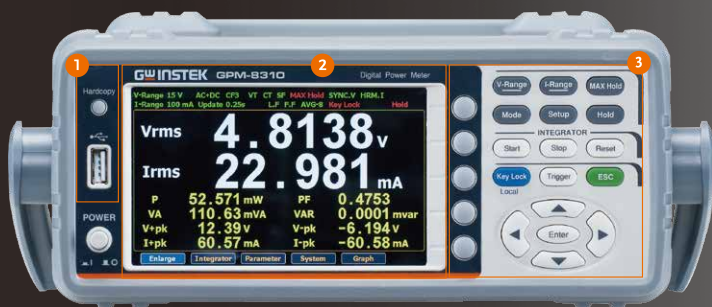 1
2
3
GWINSTEK GPM-8310 Digital Power Meter
Hardcopy
POWER
I O
V-Range 15 V AC+DC CF3 VT CT SF MAX Hold SYNC.V HRM.I
I-Range 100 mA Update 0.25s L.F F.F AVG-8 Key Lock Hold
Vrms 4.8138 V
Irms 22.981 mA
P 52.571 mW PF 0.4753
VA 110.63 mVA VAR 0.0001 mvar
V+pk 12.39 V V-pk -6.194 V
I+pk 60.57 mA I-pk -60.58 mA
Enlarge Integrator Parameter System Graph
V-Range I-Range MAX Hold
Mode Setup Hold
INTEGRATOR
Start Stop Reset
Key Lock Trigger ESC
Local
Enter